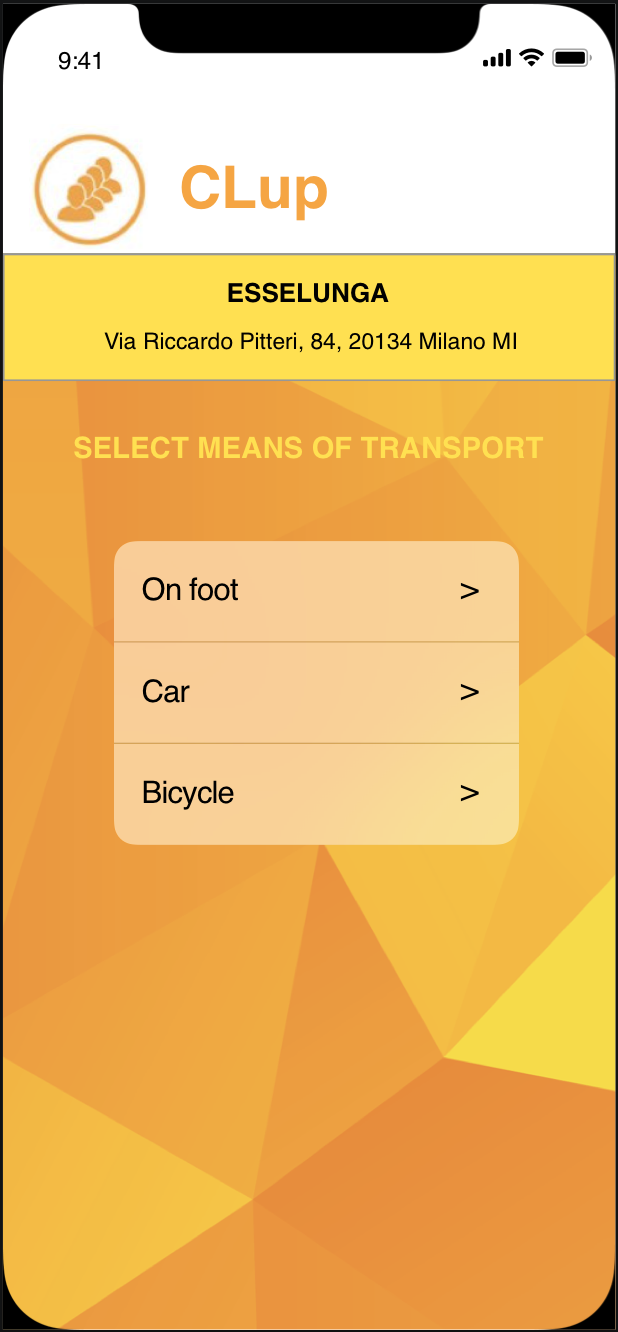 9:41
CLup
ESSELUNGA
Via Riccardo Pitteri, 84, 20134 Milano MI
SELECT MEANS OF TRANSPORT
On foot >
Car >
Bicycle >